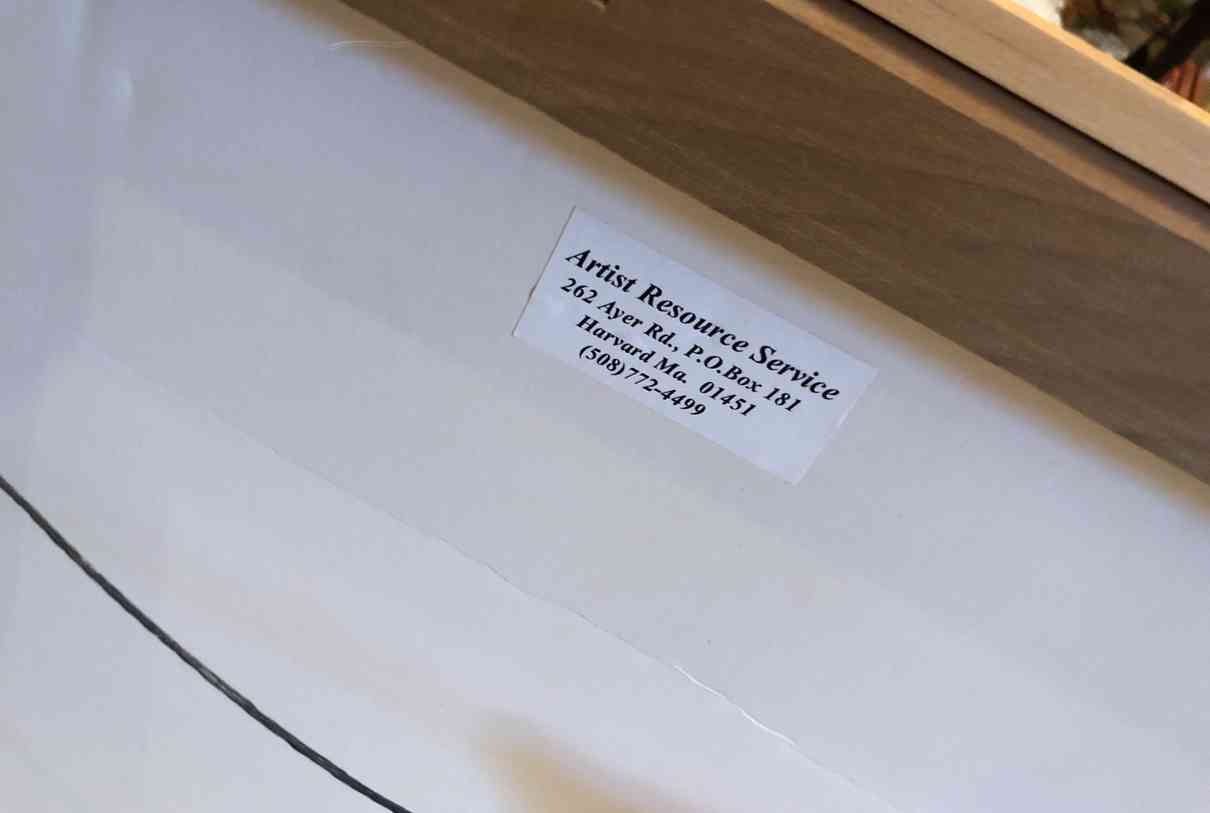 Artist Resource Service
262 Ayer Rd., P.O.Box 181
Harvard Ma. 01451
(508)772-4499